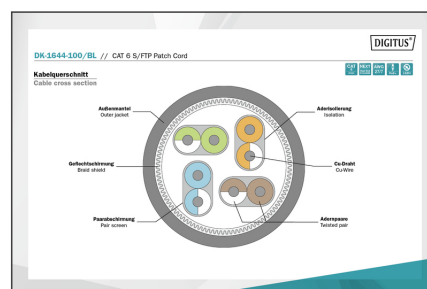 DIGITUS®
DK-1644-100/BL // CAT 6 S/FTP Patch Cord
Kabelquerschnitt
Cable cross section
Außenmantel
Outer jacket
Aderisolierung
Isolation
Geflechtschirmung
Braid shield
Cu-Draht
Cu-Wire
Paarabschirmung
Pair screen
Adernpaare
Twisted pair